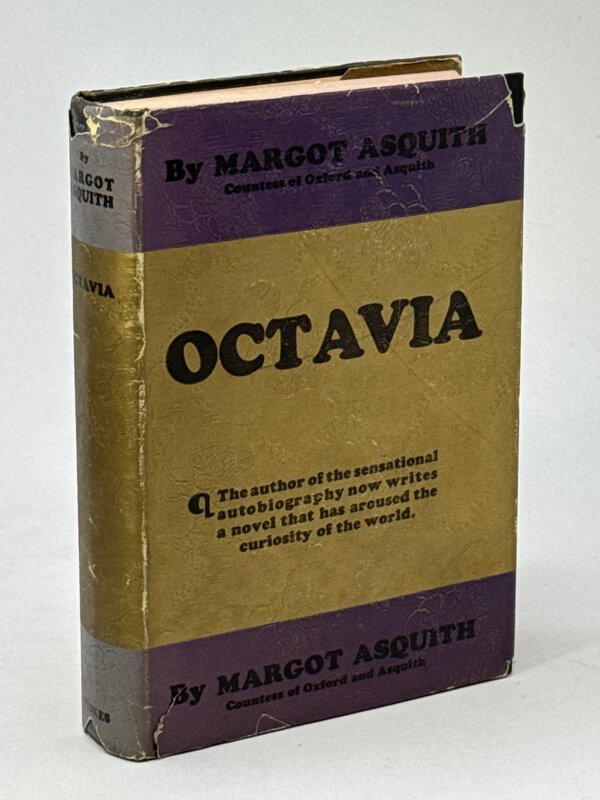 By MARGOT ASQUITH
Countess of Oxford and Asquith
OCTAVIA
The author of the sensational
autobiography now writes
a novel that has aroused the
curiosity of the world.
By MARGOT ASQUITH
Countess of Oxford and Asquith
By
MARGOT
ASQUITH
OCTAVIA
STOKES